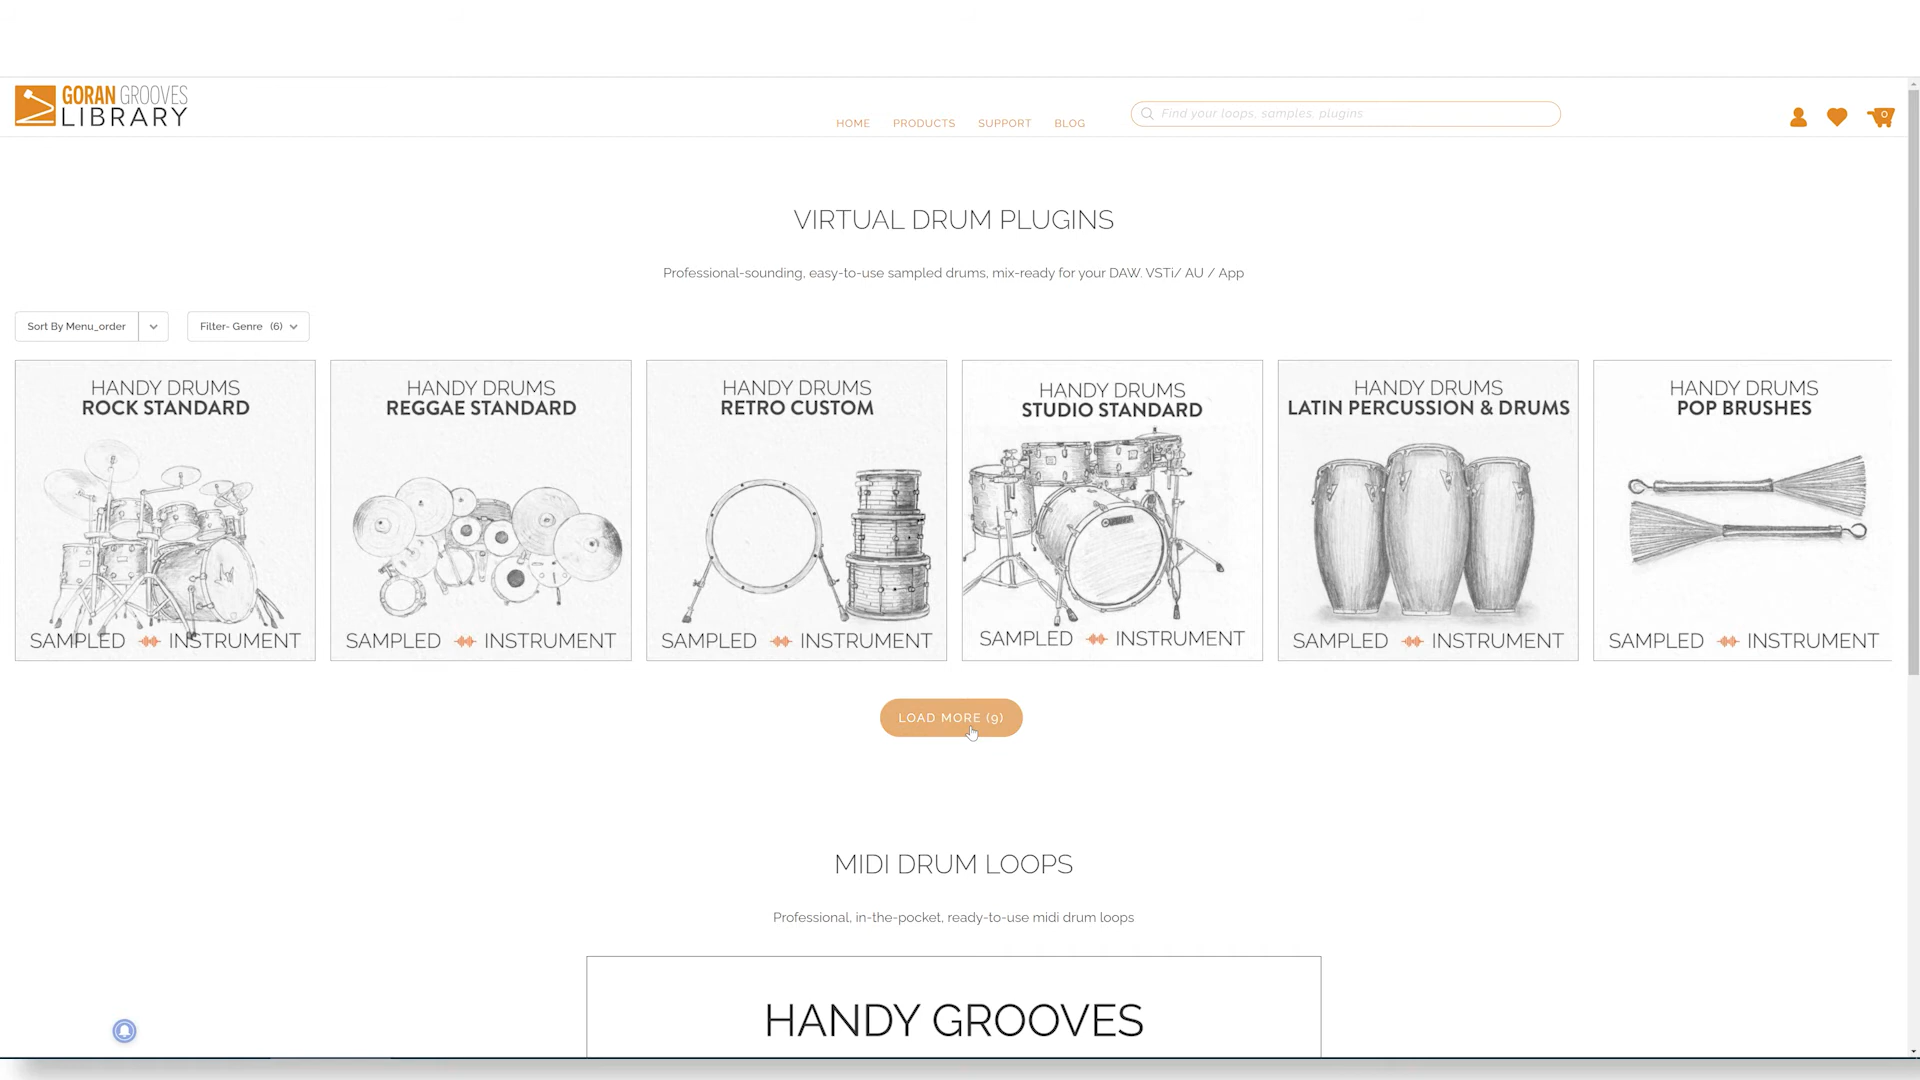 GORAN GROOVES
LIBRARY
HOME
PRODUCTS
SUPPORT
BLOG
Find your loops, samples, plugins
0
VIRTUAL DRUM PLUGINS
Professional-sounding, easy-to-use sampled drums, mix-ready for your DAW. VSTi/ AU / App
Sort By Menu_order
Filter- Genre (6)
HANDY DRUMS
ROCK STANDARD
SAMPLED INSTRUMENT
HANDY DRUMS
REGGAE STANDARD
SAMPLED INSTRUMENT
HANDY DRUMS
RETRO CUSTOM
SAMPLED INSTRUMENT
HANDY DRUMS
STUDIO STANDARD
SAMPLED INSTRUMENT
HANDY DRUMS
LATIN PERCUSSION & DRUMS
SAMPLED INSTRUMENT
HANDY DRUMS
POP BRUSHES
SAMPLED INSTRUMENT
LOAD MORE (9)
MIDI DRUM LOOPS
Professional, in-the-pocket, ready-to-use midi drum loops
HANDY GROOVES